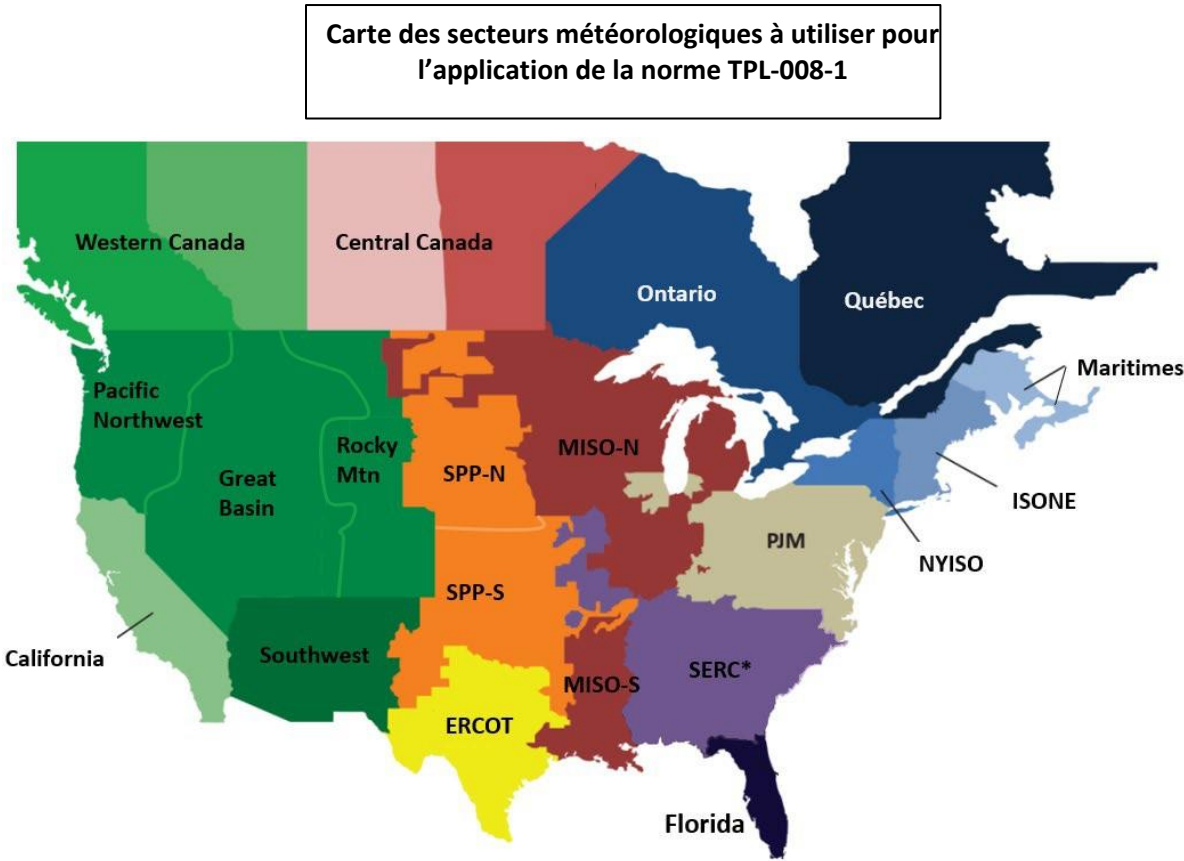 Carte des secteurs météorologiques à utiliser pour
l’application de la norme TPL-008-1
Western Canada
Central Canada
Ontario
Québec
Maritimes
Pacific
Northwest
Rocky
Mtn
Great
Basin
SPP-N
MISO-N
ISONE
PJM
NYISO
SPP-S
California
Southwest
MISO-S
SERC*
ERCOT
Florida